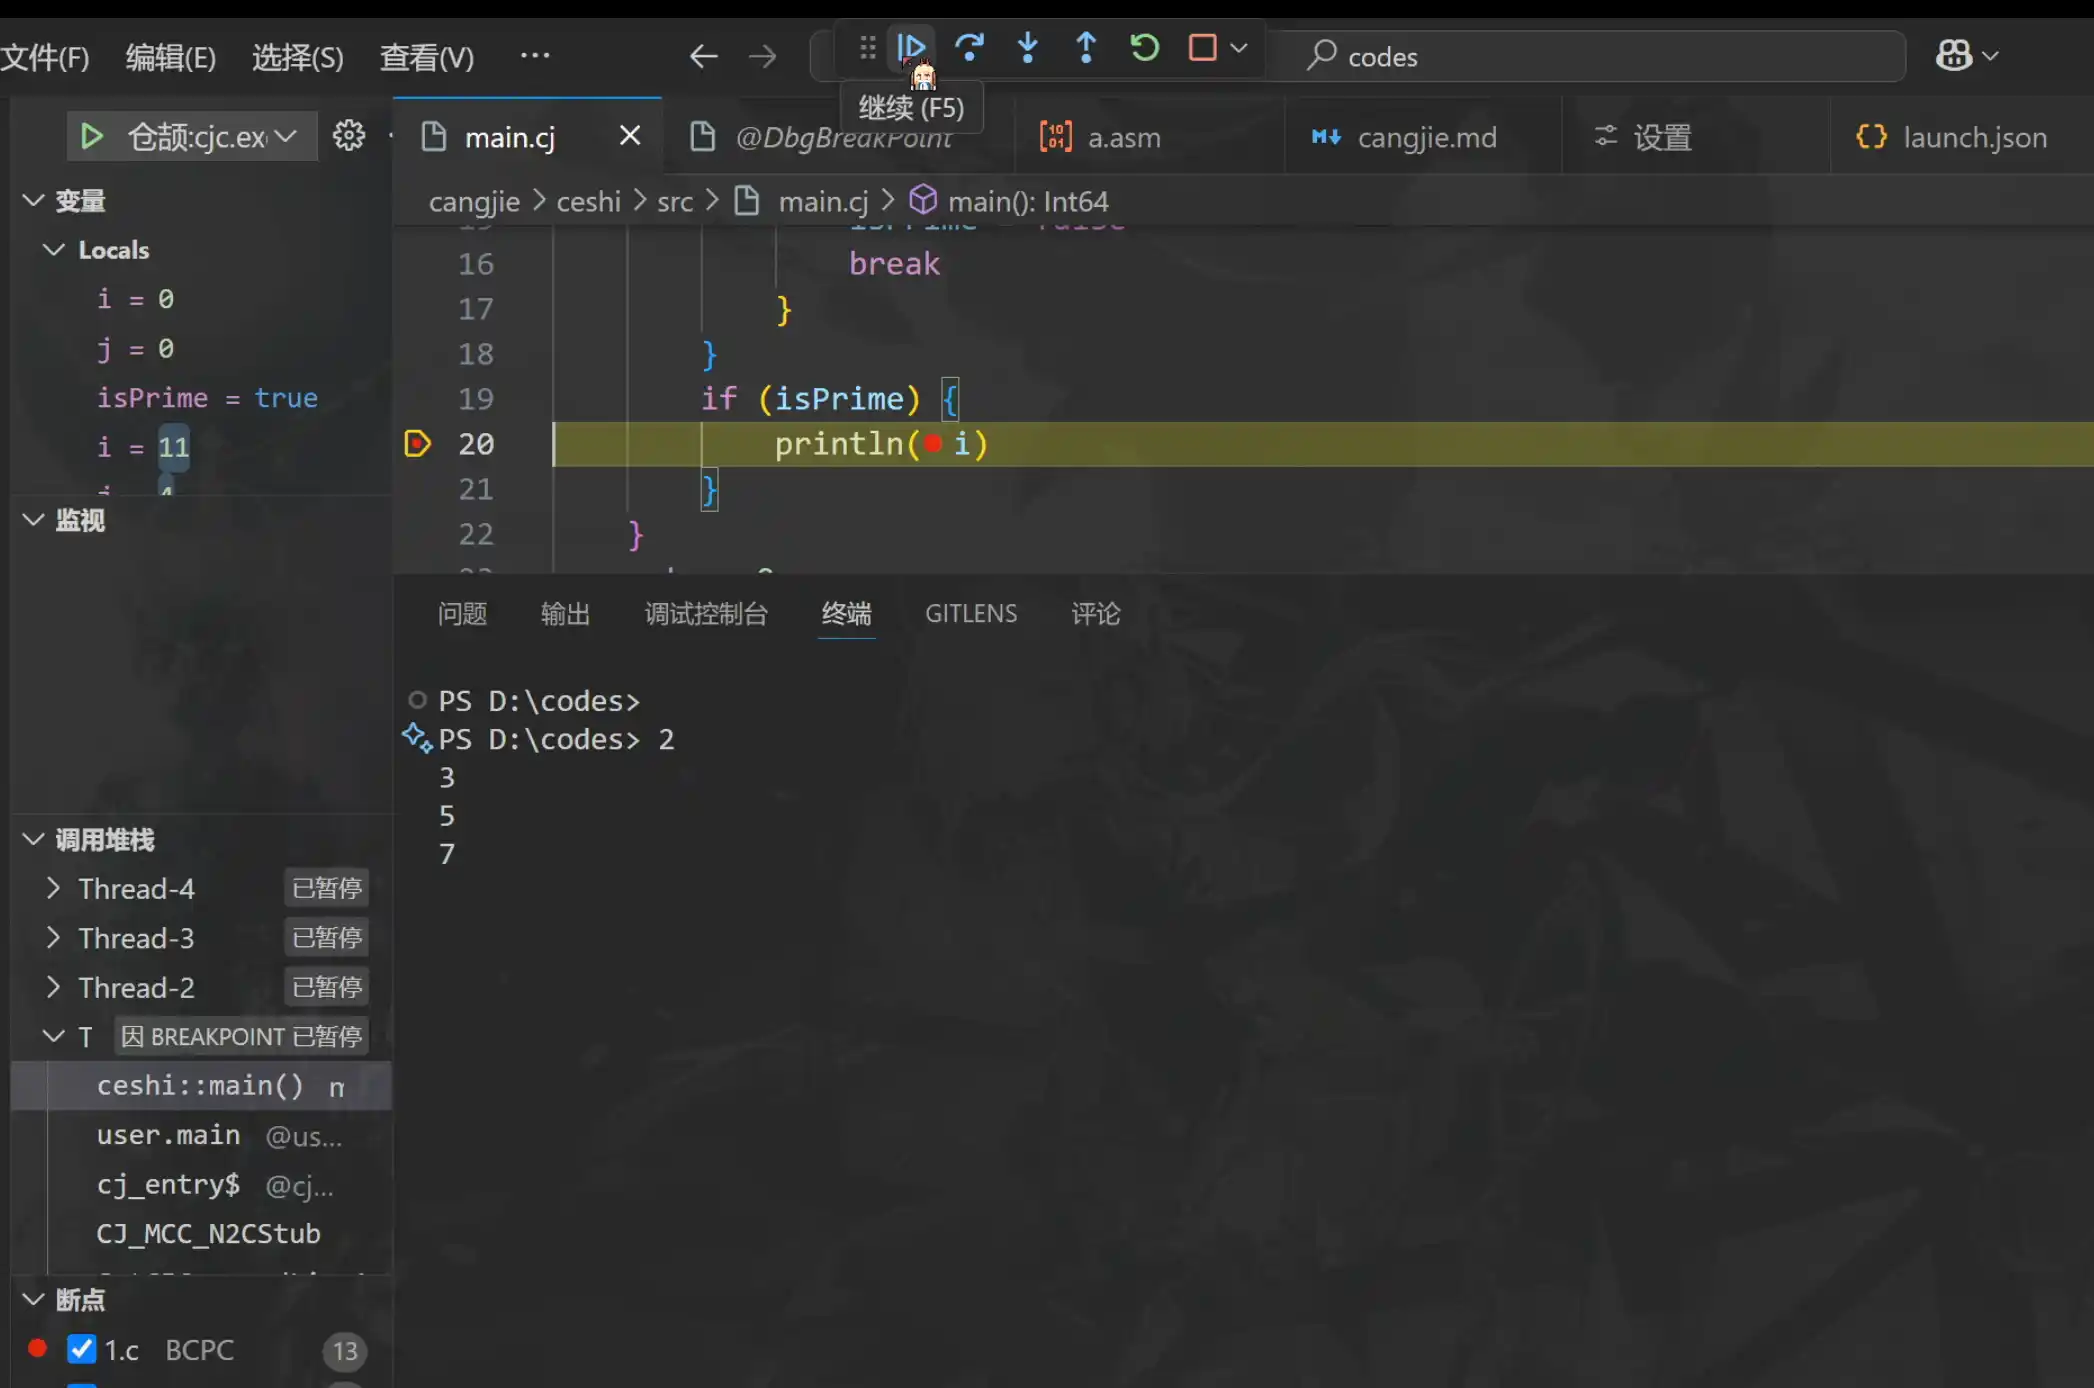 文件(F) 编辑(E) 选择(S) 查看(V) ··· codes
继续 (F5)
仓颉:cjc.ex
main.cj @DbgBreakPoint a.asm cangjie.md 设置 launch.json
cangjie > ceshi > src > main.cj > main(): Int64
变量
Locals
i = 0
j = 0
isPrime = true
i = 11
监视
调用堆栈
Thread-4 已暂停
Thread-3 已暂停
Thread-2 已暂停
T 因 BREAKPOINT 已暂停
ceshi::main()
user.main @us...
cj_entry$ @cj...
CJ_MCC_N2CStub
断点
1.c BCPC 13
16 break
17 }
18 }
19 if (isPrime) {
20 println( i)
21 }
22 }
问题 输出 调试控制台 终端 GITLENS 评论
PS D:\codes>
PS D:\codes> 2
3
5
7